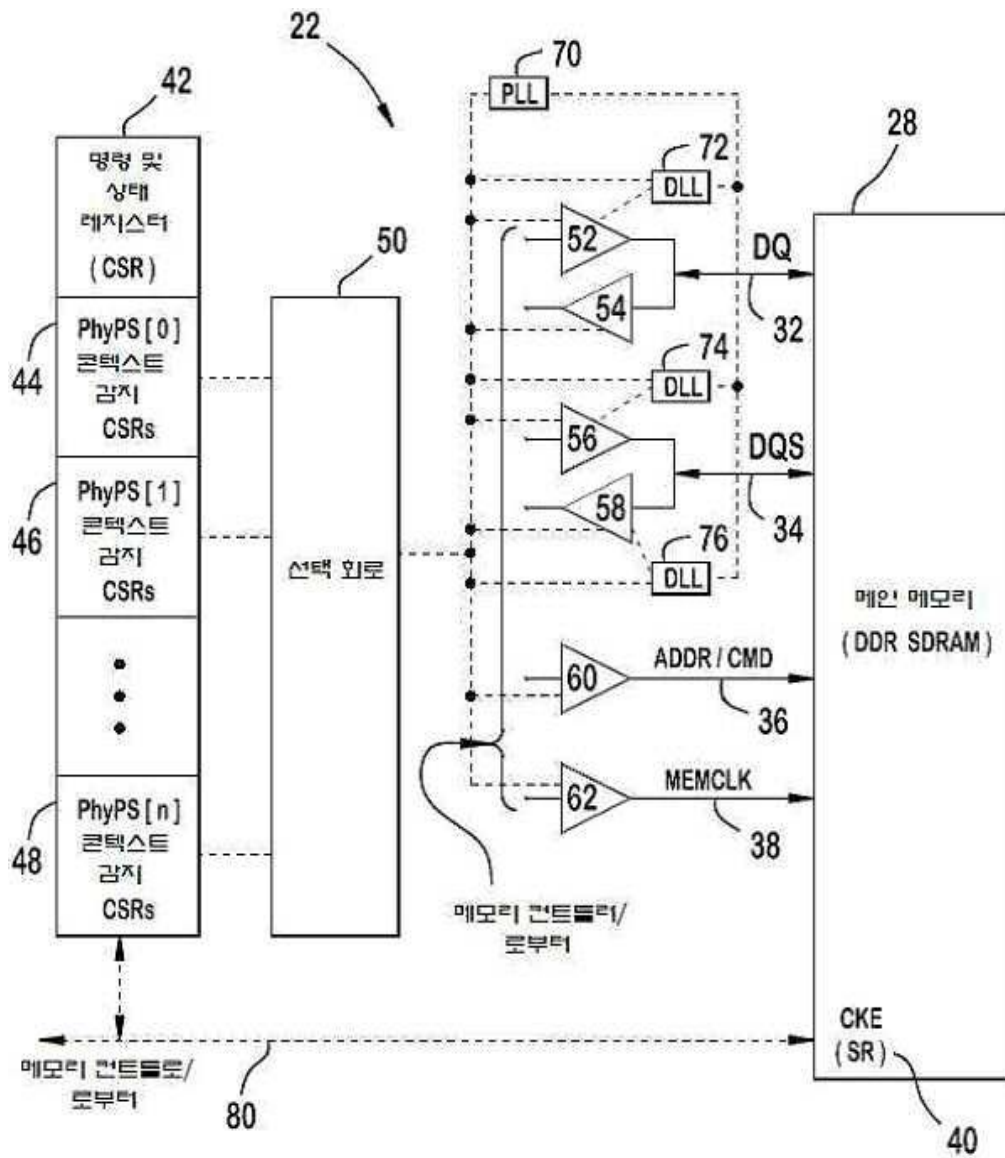 22
70
PLL
42
명령 및
상태
레지스터
(CSR)
72
DLL
28
50
52
DQ
54
32
44
PhyPS[0]
콘텍스트
감지
CSRs
74
DLL
56
DQS
58
34
46
PhyPS[1]
콘텍스트
감지
CSRs
76
DLL
선택 회로
메인 메모리
(DDR SDRAM)
60
ADDR/CMD
36
62
MEMCLK
38
48
PhyPS[n]
콘텍스트
감지
CSRs
메모리 컨트롤러/
로부터
CKE
(SR)
메모리 컨트롤로/
로부터
80
40